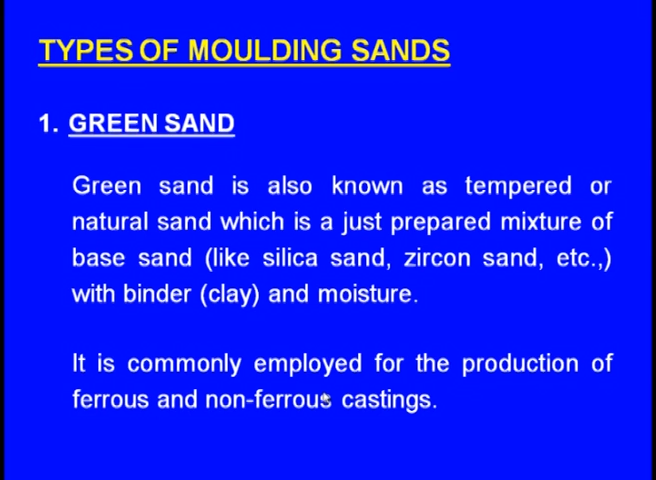 TYPES OF MOULDING SANDS
1. GREEN SAND
Green sand is also known as tempered or
natural sand which is a just prepared mixture of
base sand (like silica sand, zircon sand, etc.,)
with binder (clay) and moisture.
It is commonly employed for the production of
ferrous and non-ferrous castings.